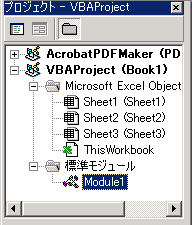 プロジェクト - VBAProject
AcrobatPDFMaker (PD
VBAProject (Book1)
Microsoft Excel Object
Sheet1 (Sheet1)
Sheet2 (Sheet2)
Sheet3 (Sheet3)
ThisWorkbook
標準モジュール
Module1